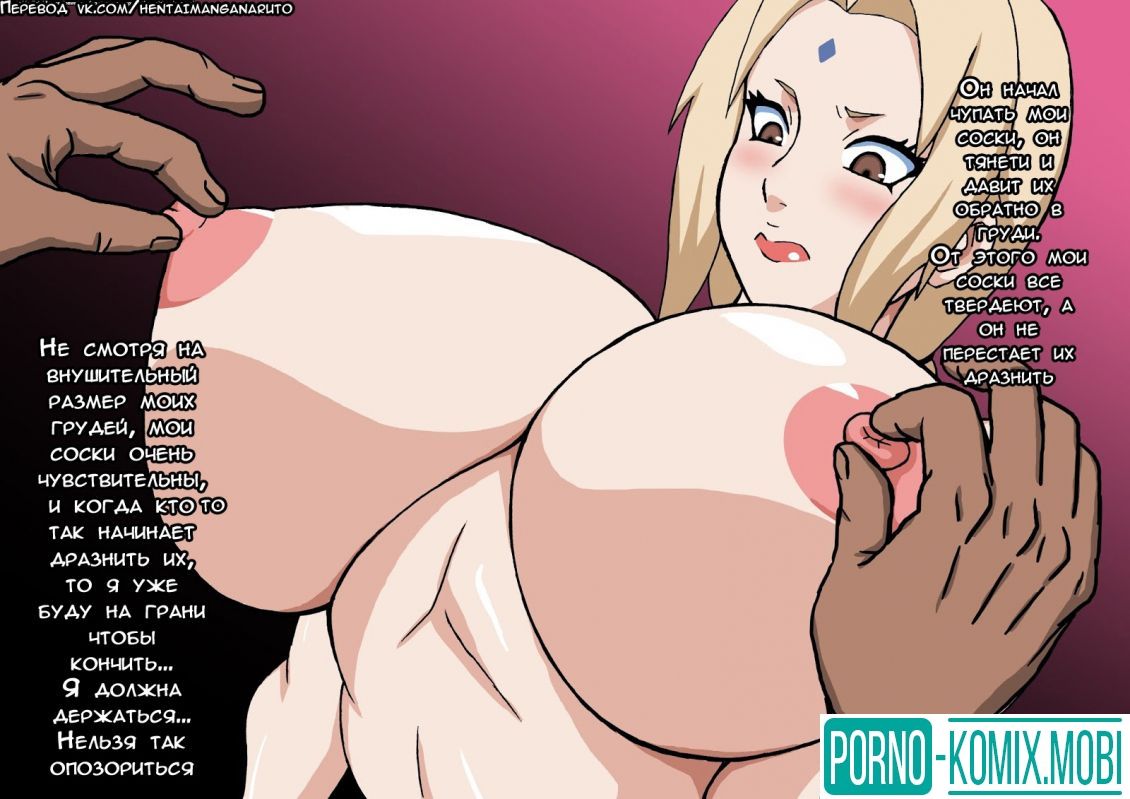 Перевод vk.com/hentaimanganaruto
Он начал
чупать мои
соски, он
тянети и
давит их
обратно в
груди.
От этого мои
соски все
твердеют, а
он не
перестает их
дразнить
Не смотря на
внушительный
размер моих
грудей, мои
соски очень
чувствительны,
и когда кто то
так начинает
дразнить их,
то я уже
буду на грани
чтобы
кончить...
Я должна
держаться...
Нельзя так
опозориться
PORNO-KOMIX.MOBI